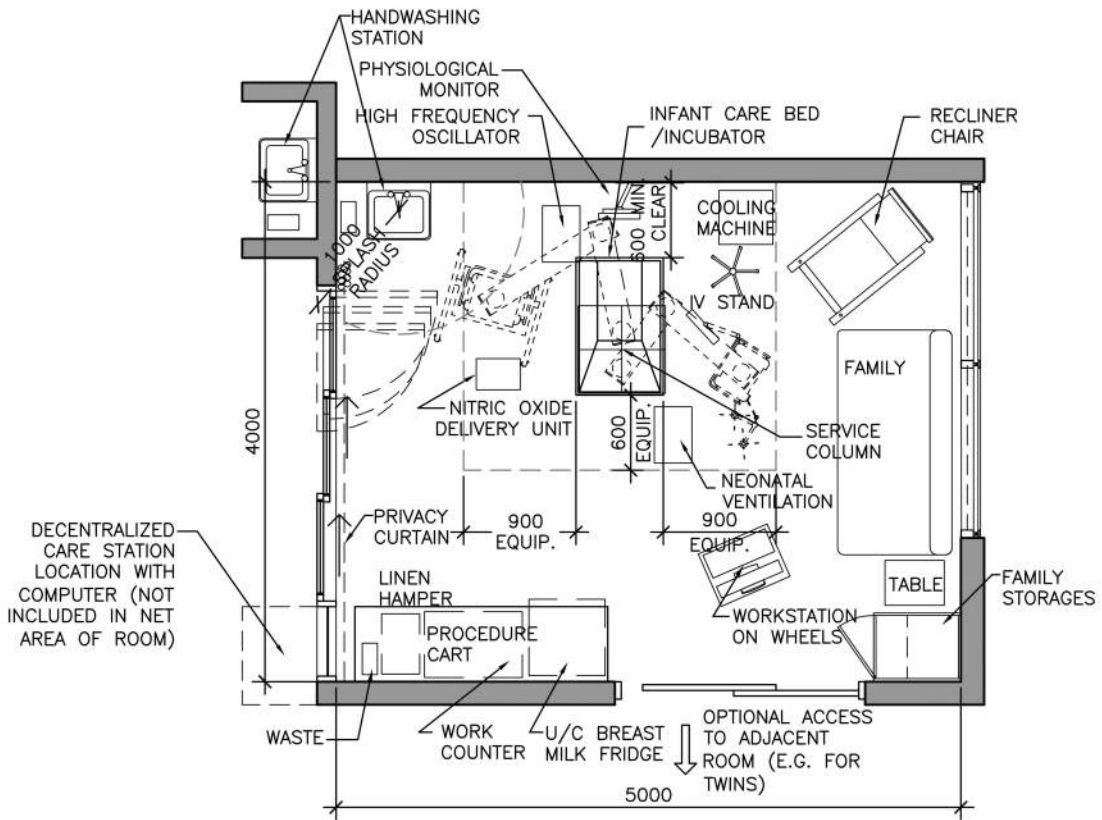 HANDWASHING
STATION
PHYSIOLOGICAL
MONITOR
HIGH FREQUENCY
OSCILLATOR
INFANT CARE BED
/INCUBATOR
RECLINER
CHAIR
600 MIN.
CLEAR
COOLING
MACHINE
1000
SPLASH
RADIUS
IV STAND
FAMILY
4000
NITRIC OXIDE
DELIVERY UNIT
600
EQUIP.
SERVICE
COLUMN
NEONATAL
VENTILATION
DECENTRALIZED
CARE STATION
LOCATION WITH
COMPUTER (NOT
INCLUDED IN NET
AREA OF ROOM)
PRIVACY
CURTAIN
900
EQUIP.
900
EQUIP.
LINEN
HAMPER
PROCEDURE
CART
TABLE
FAMILY
STORAGES
WORKSTATION
ON WHEELS
WASTE
WORK
COUNTER
U/C BREAST
MILK FRIDGE
OPTIONAL ACCESS
TO ADJACENT
ROOM (E.G. FOR
TWINS)
5000